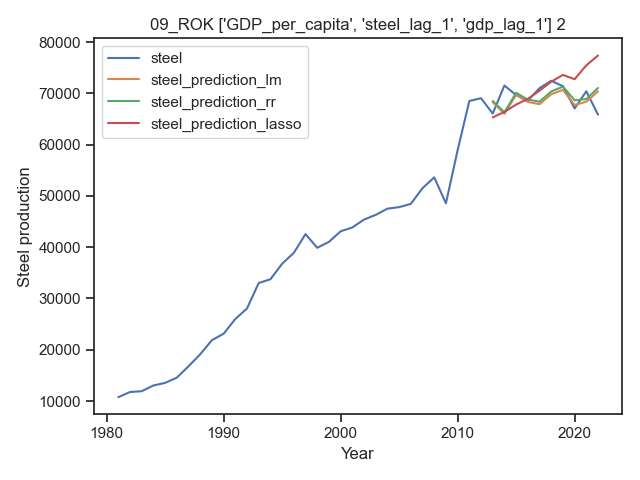 09_ROK ['GDP_per_capita', 'steel_lag_1', 'gdp_lag_1'] 2
80000
70000
60000
50000
40000
30000
20000
10000
Steel production
steel
steel_prediction_lm
steel_prediction_rr
steel_prediction_lasso
1980
1990
2000
2010
2020
Year